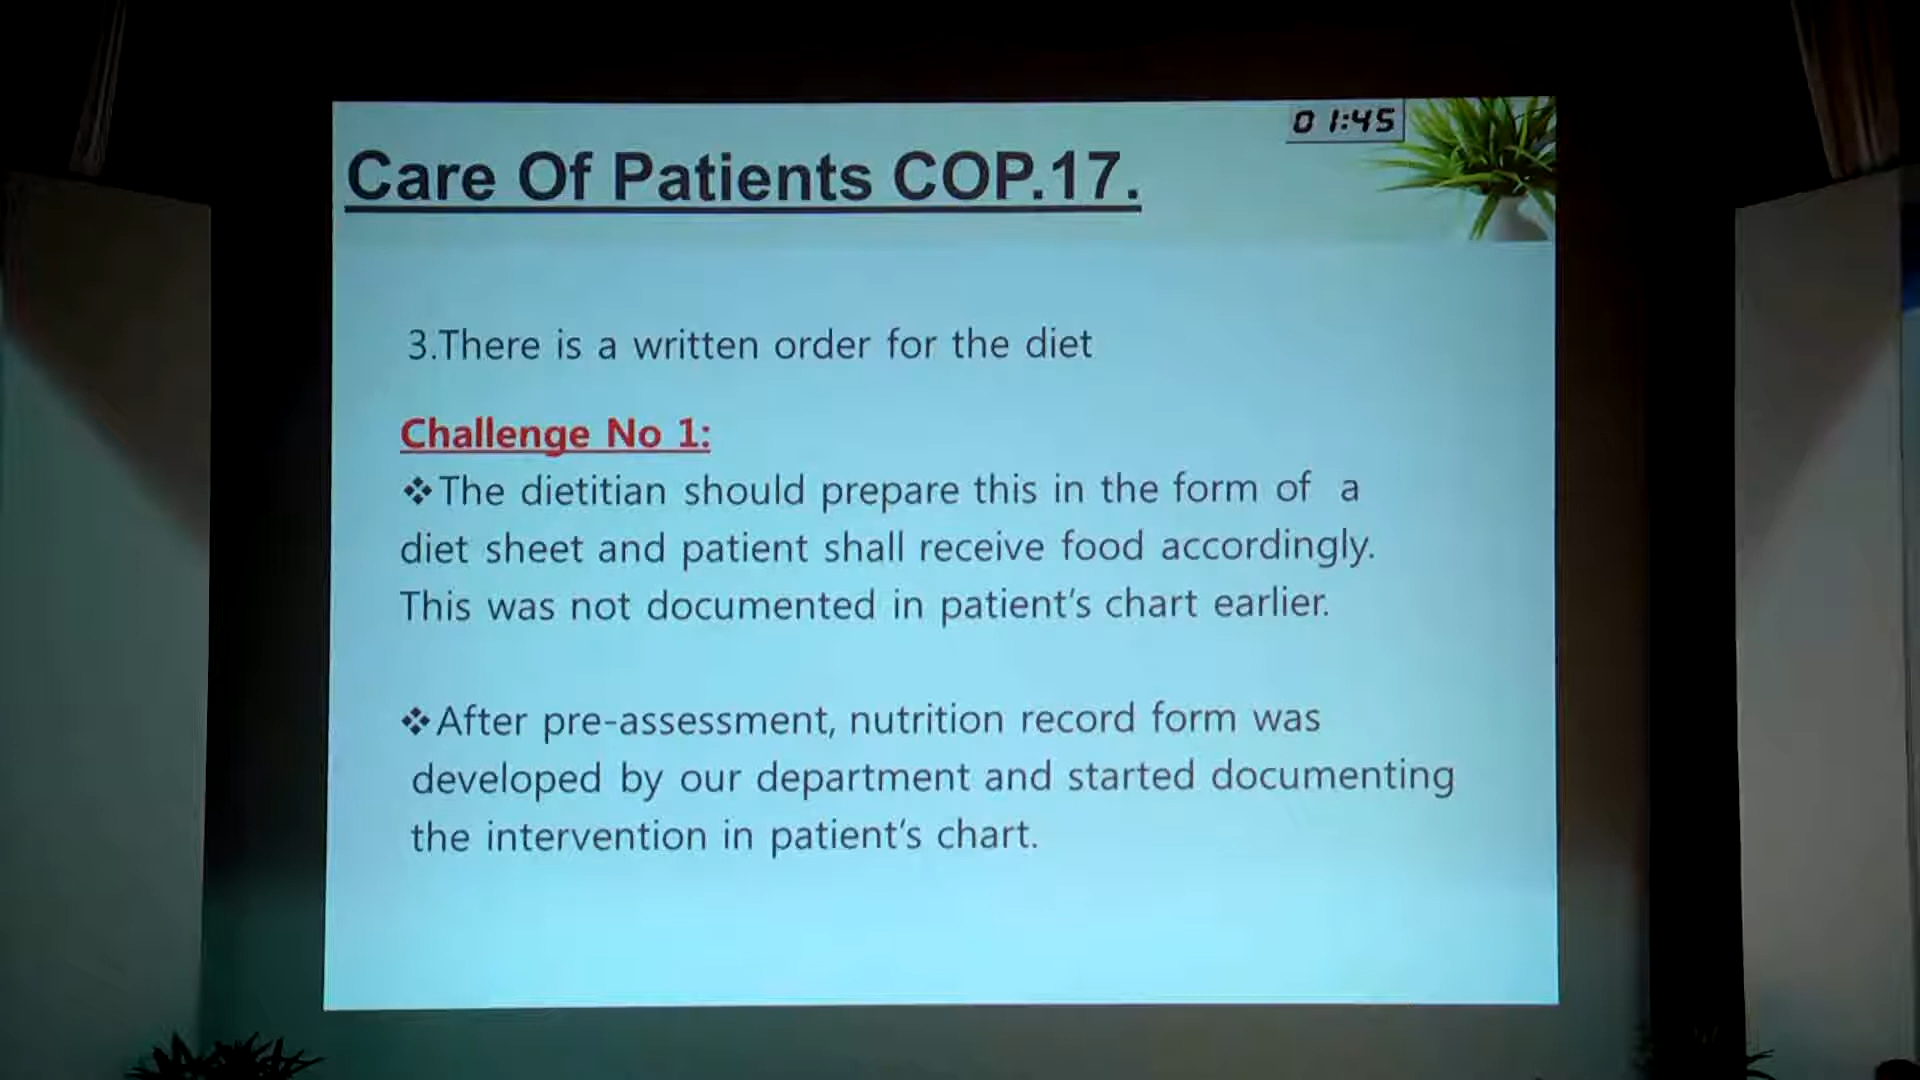 01:45
Care Of Patients COP.17.
3.There is a written order for the diet
Challenge No 1:
❖The dietitian should prepare this in the form of a
diet sheet and patient shall receive food accordingly.
This was not documented in patient's chart earlier.
❖After pre-assessment, nutrition record form was
developed by our department and started documenting
the intervention in patient's chart.